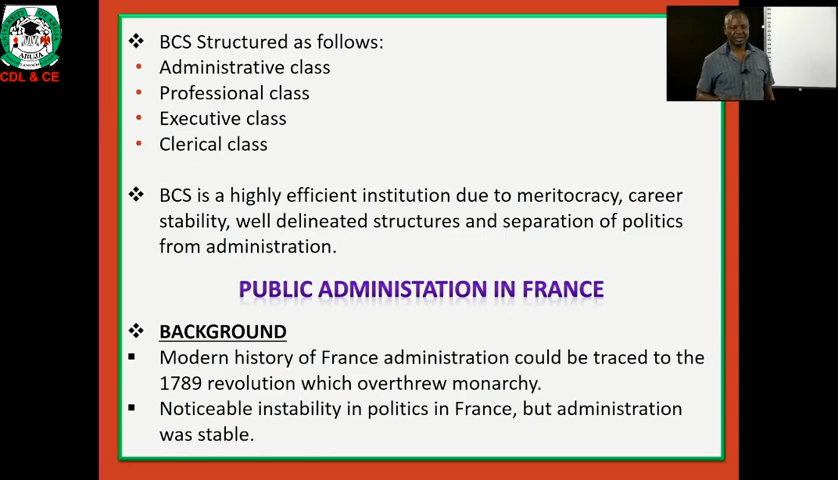 ❖ BCS Structured as follows:
• Administrative class
• Professional class
• Executive class
• Clerical class
❖ BCS is a highly efficient institution due to meritocracy, career
stability, well delineated structures and separation of politics
from administration.
PUBLIC ADMINISTATION IN FRANCE
❖ BACKGROUND
▪ Modern history of France administration could be traced to the
1789 revolution which overthrew monarchy.
▪ Noticeable instability in politics in France, but administration
was stable.
ABUJA
CDL & CE